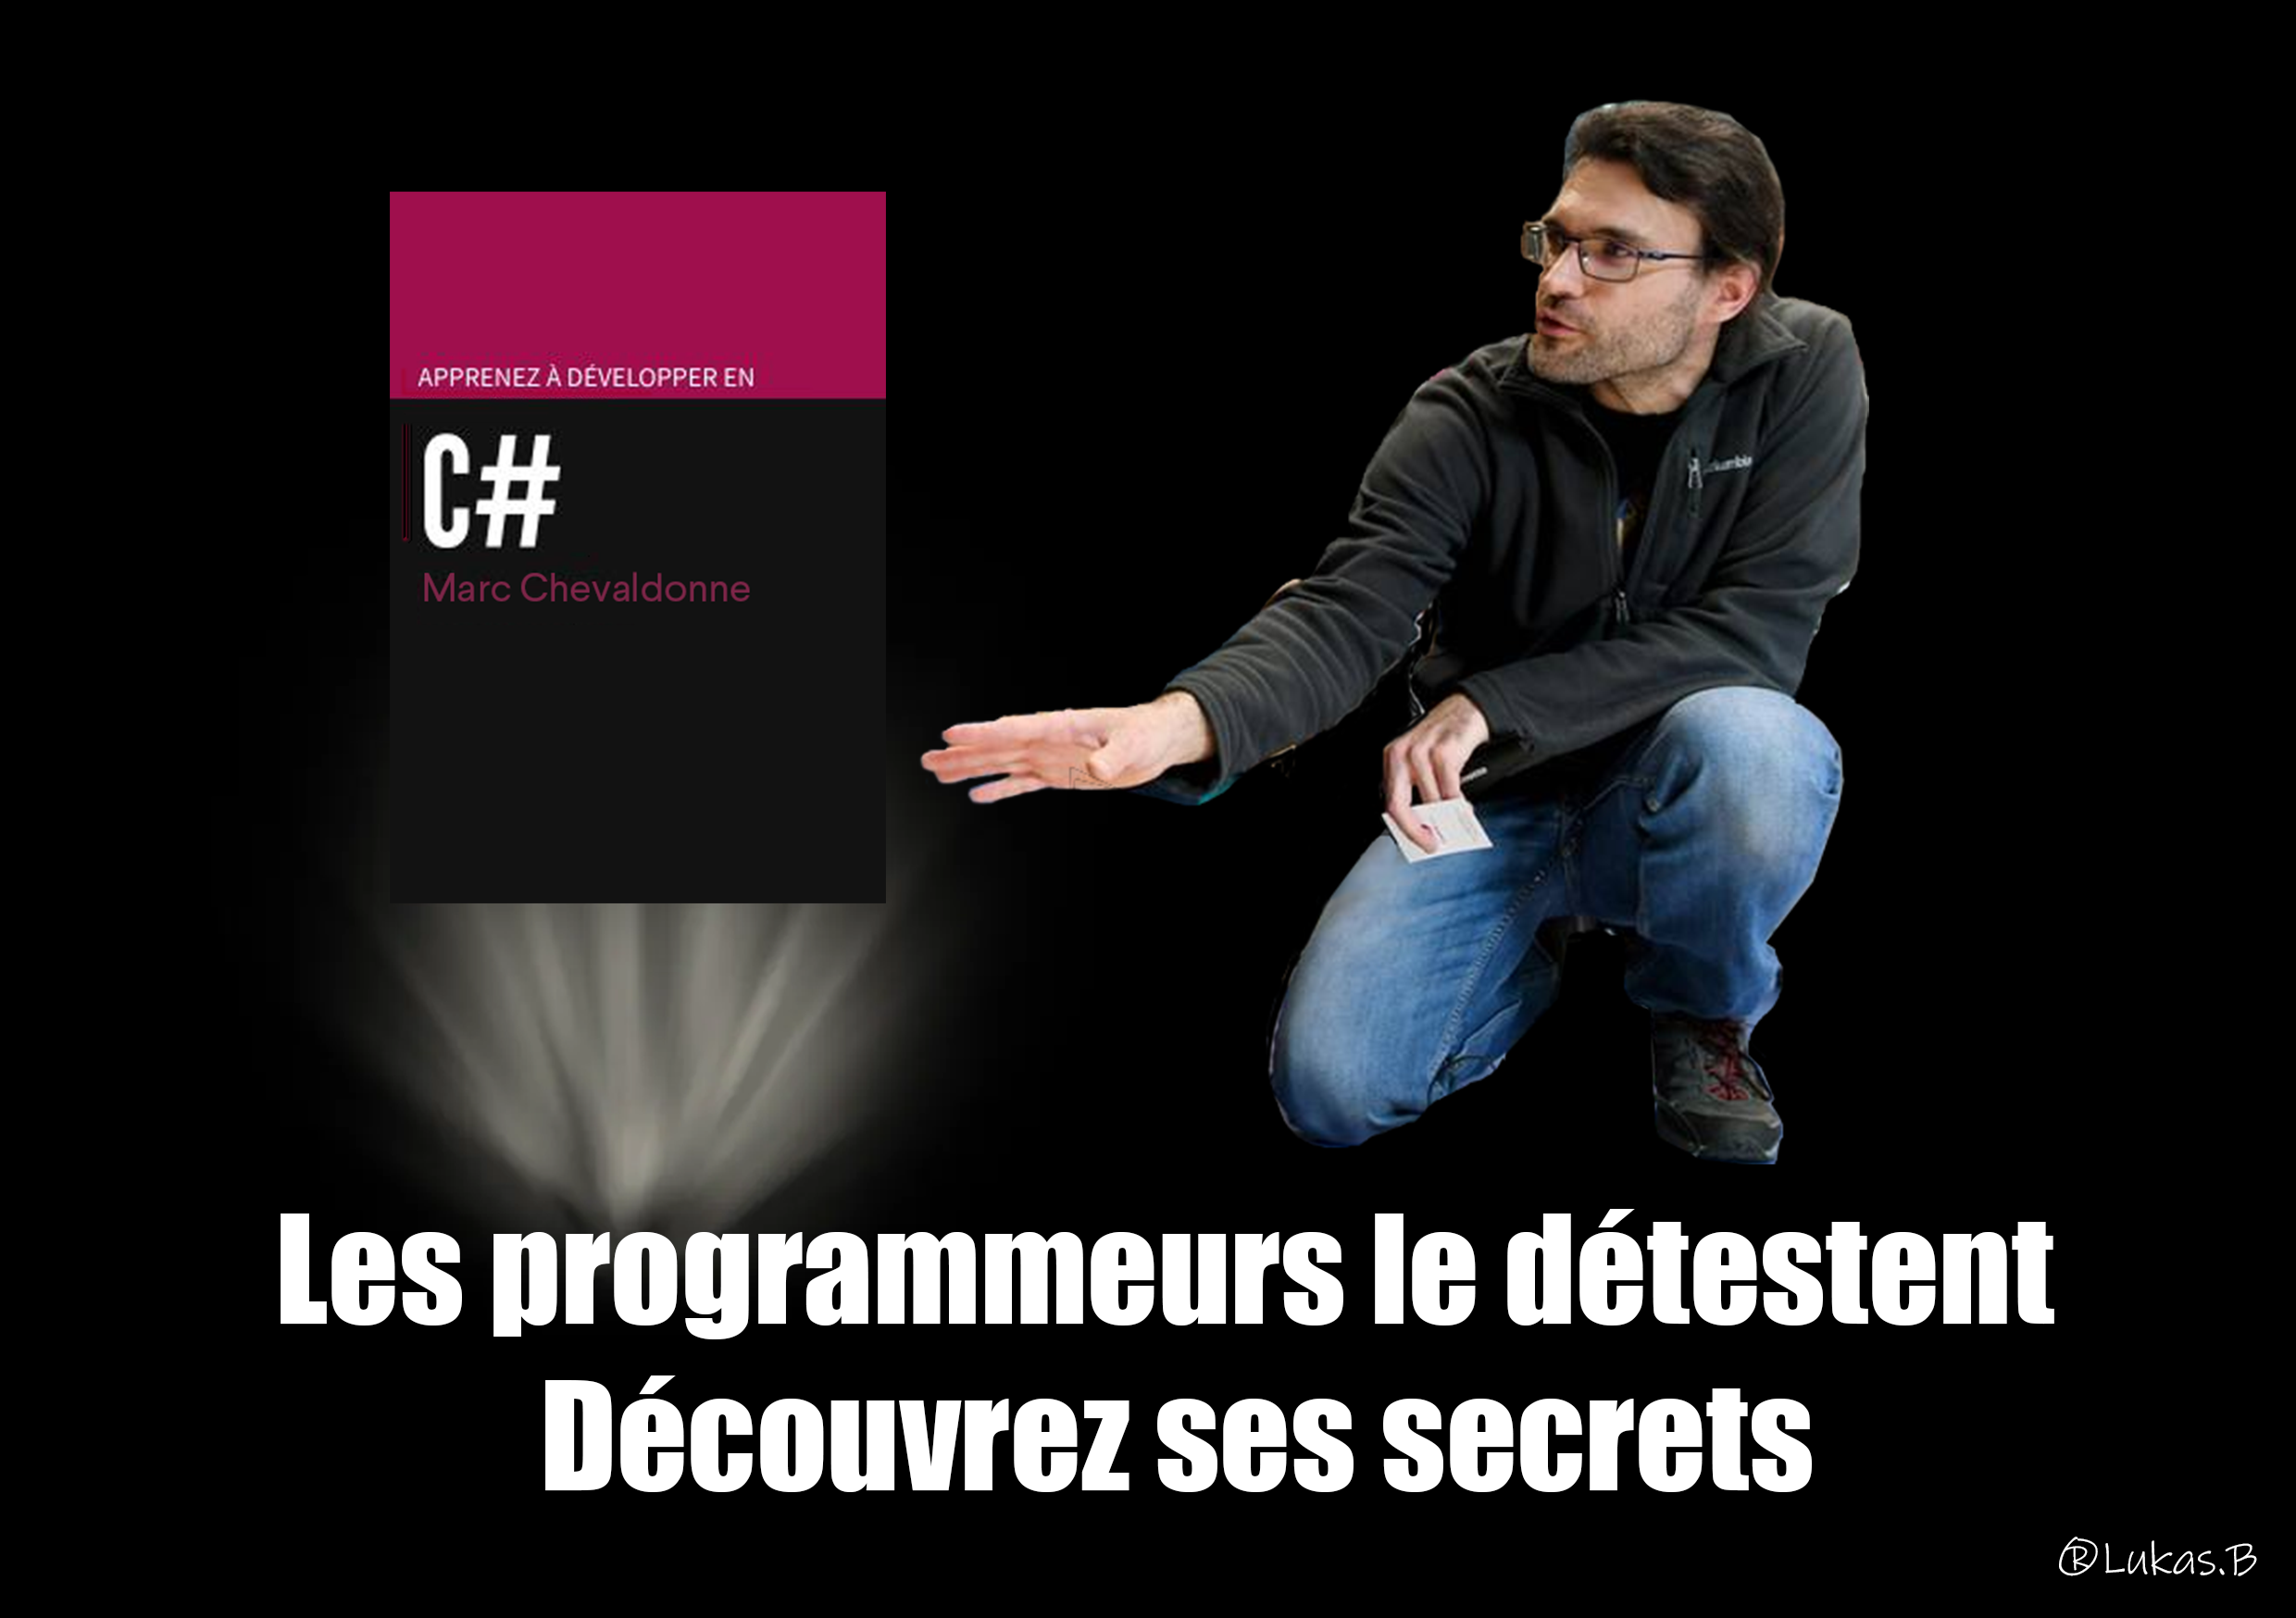 APPRENEZ À DÉVELOPPER EN
C#
Marc Chevaldonne
Les programmeurs le détestent
Découvrez ses secrets
®Lukas.B